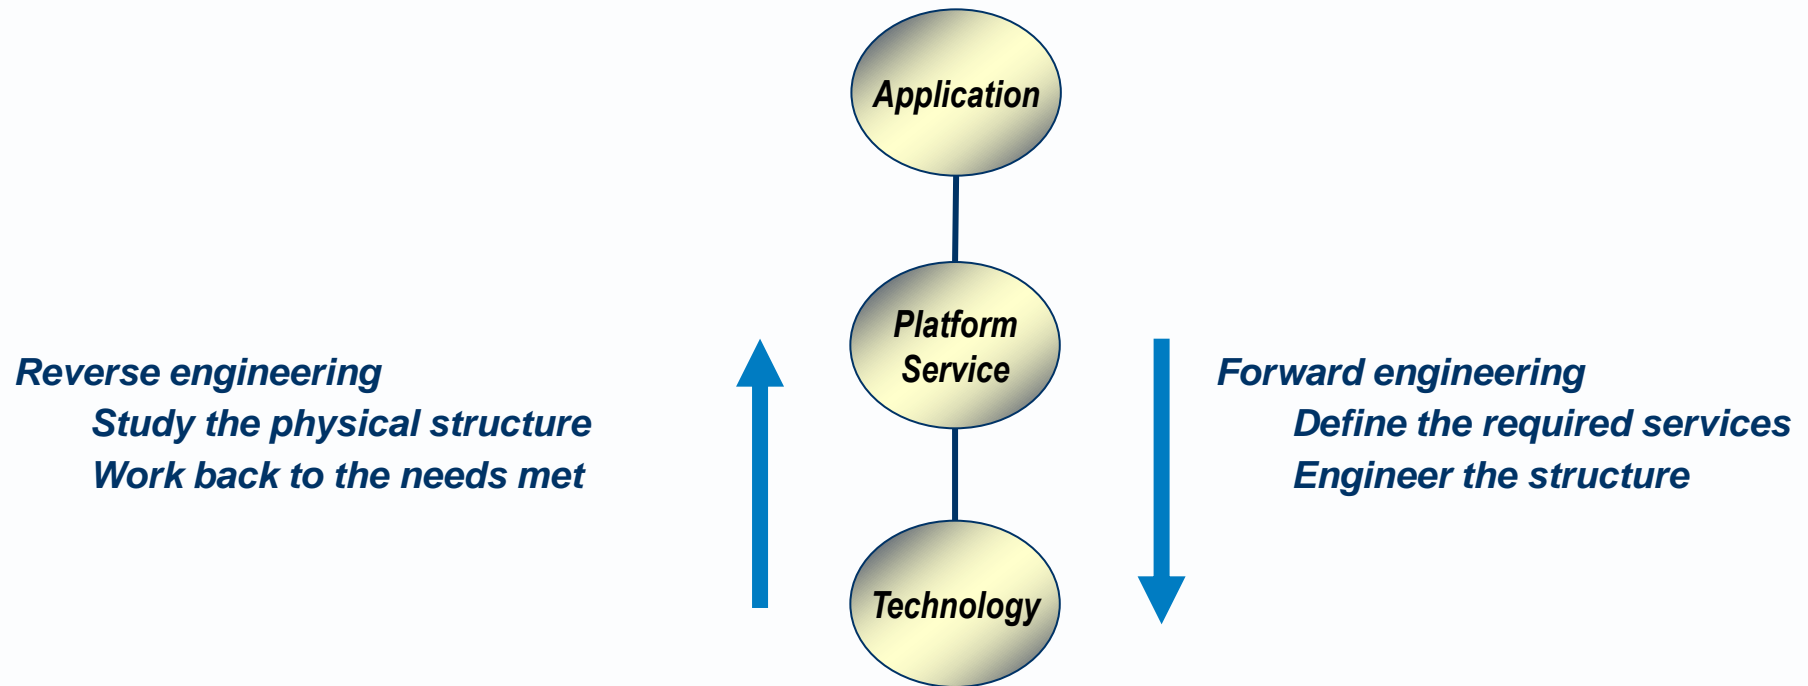 Application
Platform
Service
Reverse engineering
Study the physical structure
Work back to the needs met
Forward engineering
Define the required services
Engineer the structure
Technology